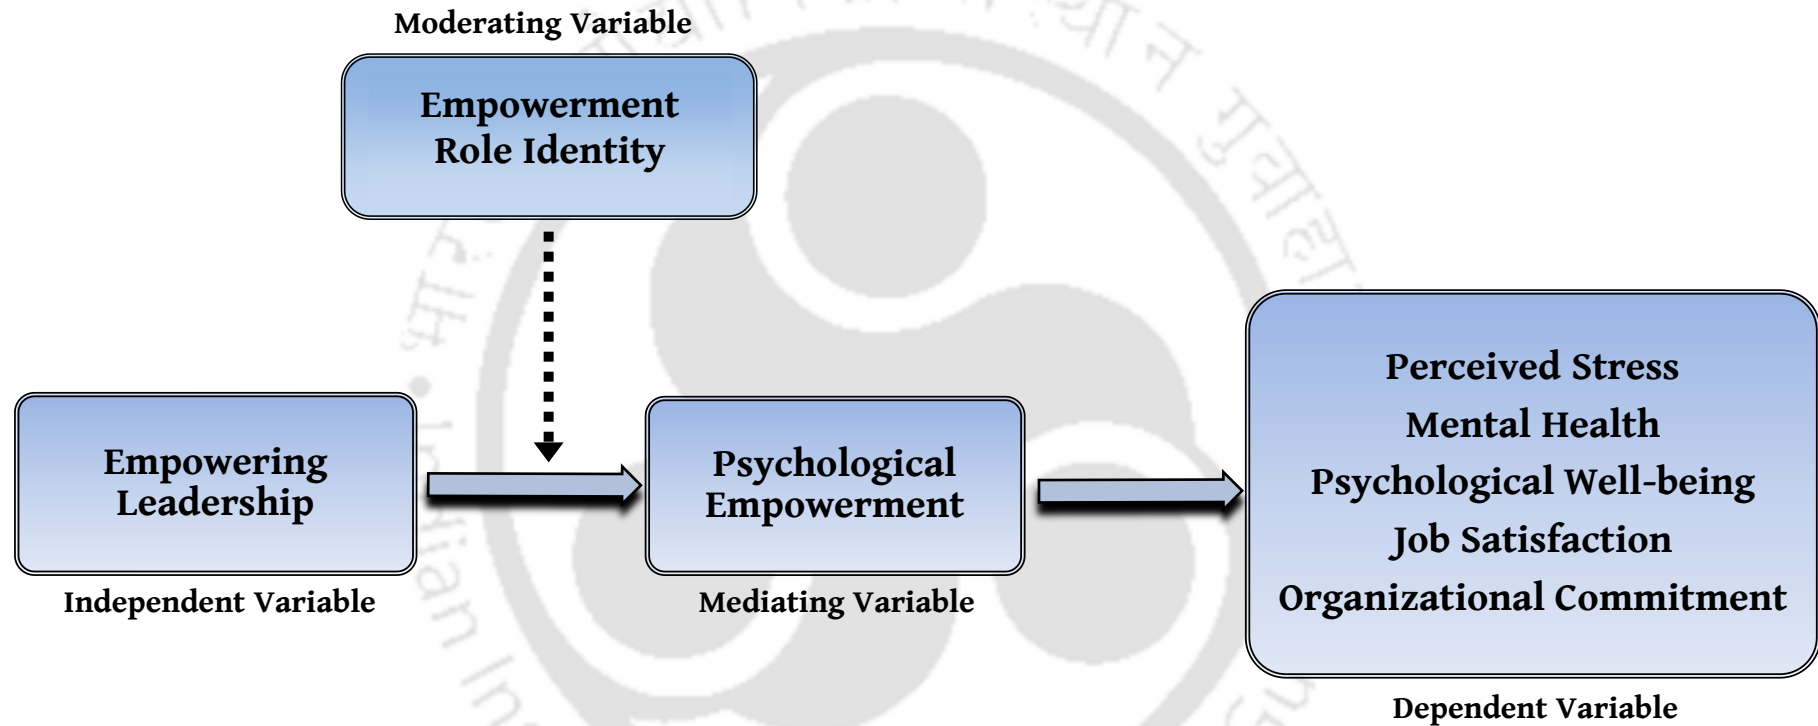 Moderating Variable
Empowerment
Role Identity
Empowering
Leadership
Independent Variable
Psychological
Empowerment
Mediating Variable
Perceived Stress
Mental Health
Psychological Well-being
Job Satisfaction
Organizational Commitment
Dependent Variable